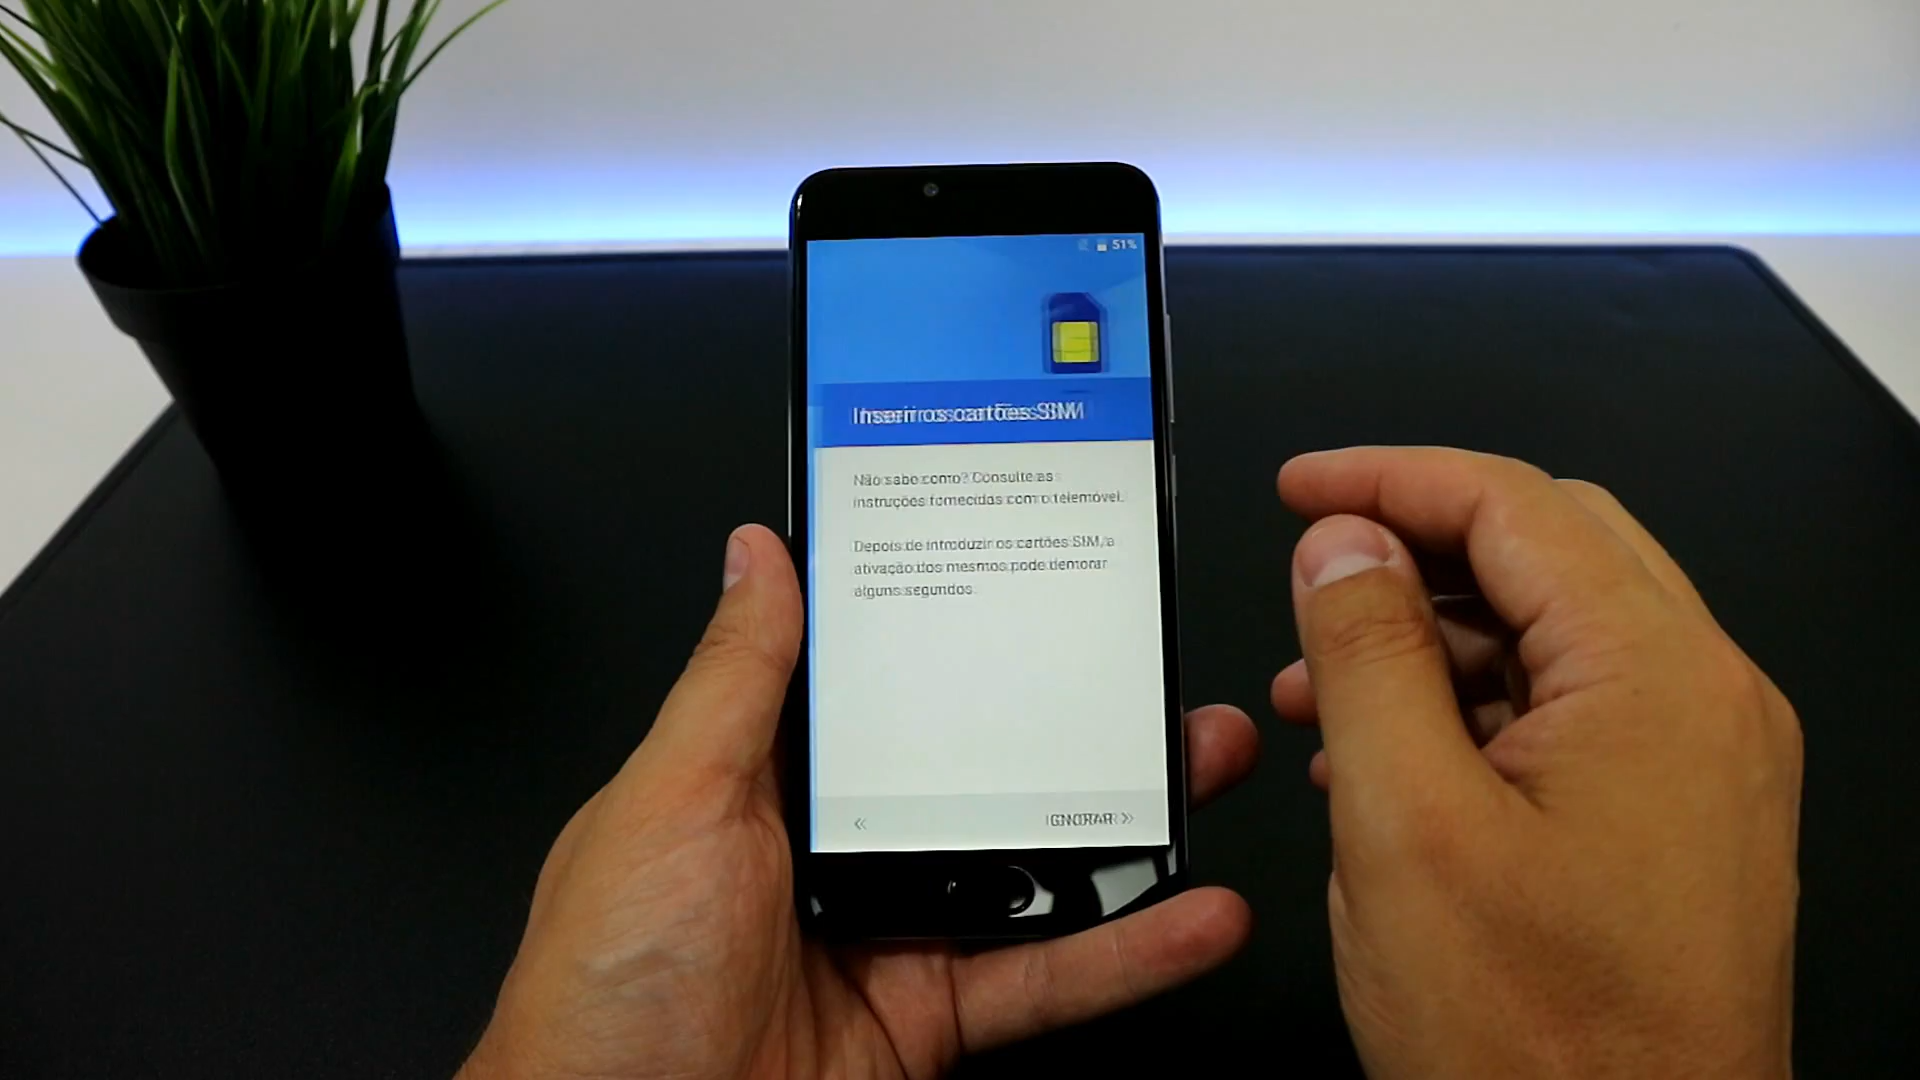 51%
Inserir os cartões SIM
Não sabe como? Consulte as
instruções fornecidas com o telemóvel.
Depois de introduzir os cartões SIM, a
ativação dos mesmos pode demorar
alguns segundos.
IGNORAR